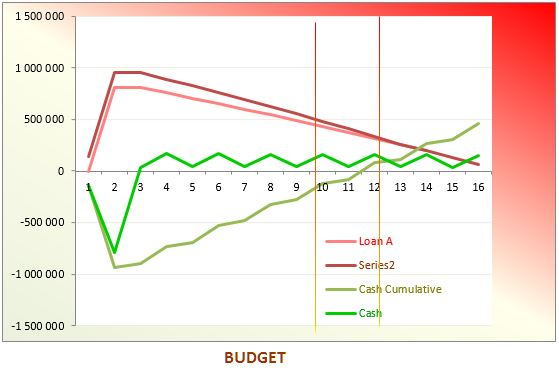 1 500 000
1 000 000
500 000
0
1 2 3 4 5 6 7 8 9 10 11 12 13 14 15 16
-500 000
-1 000 000
-1 500 000
Loan A
Series2
Cash Cumulative
Cash
BUDGET